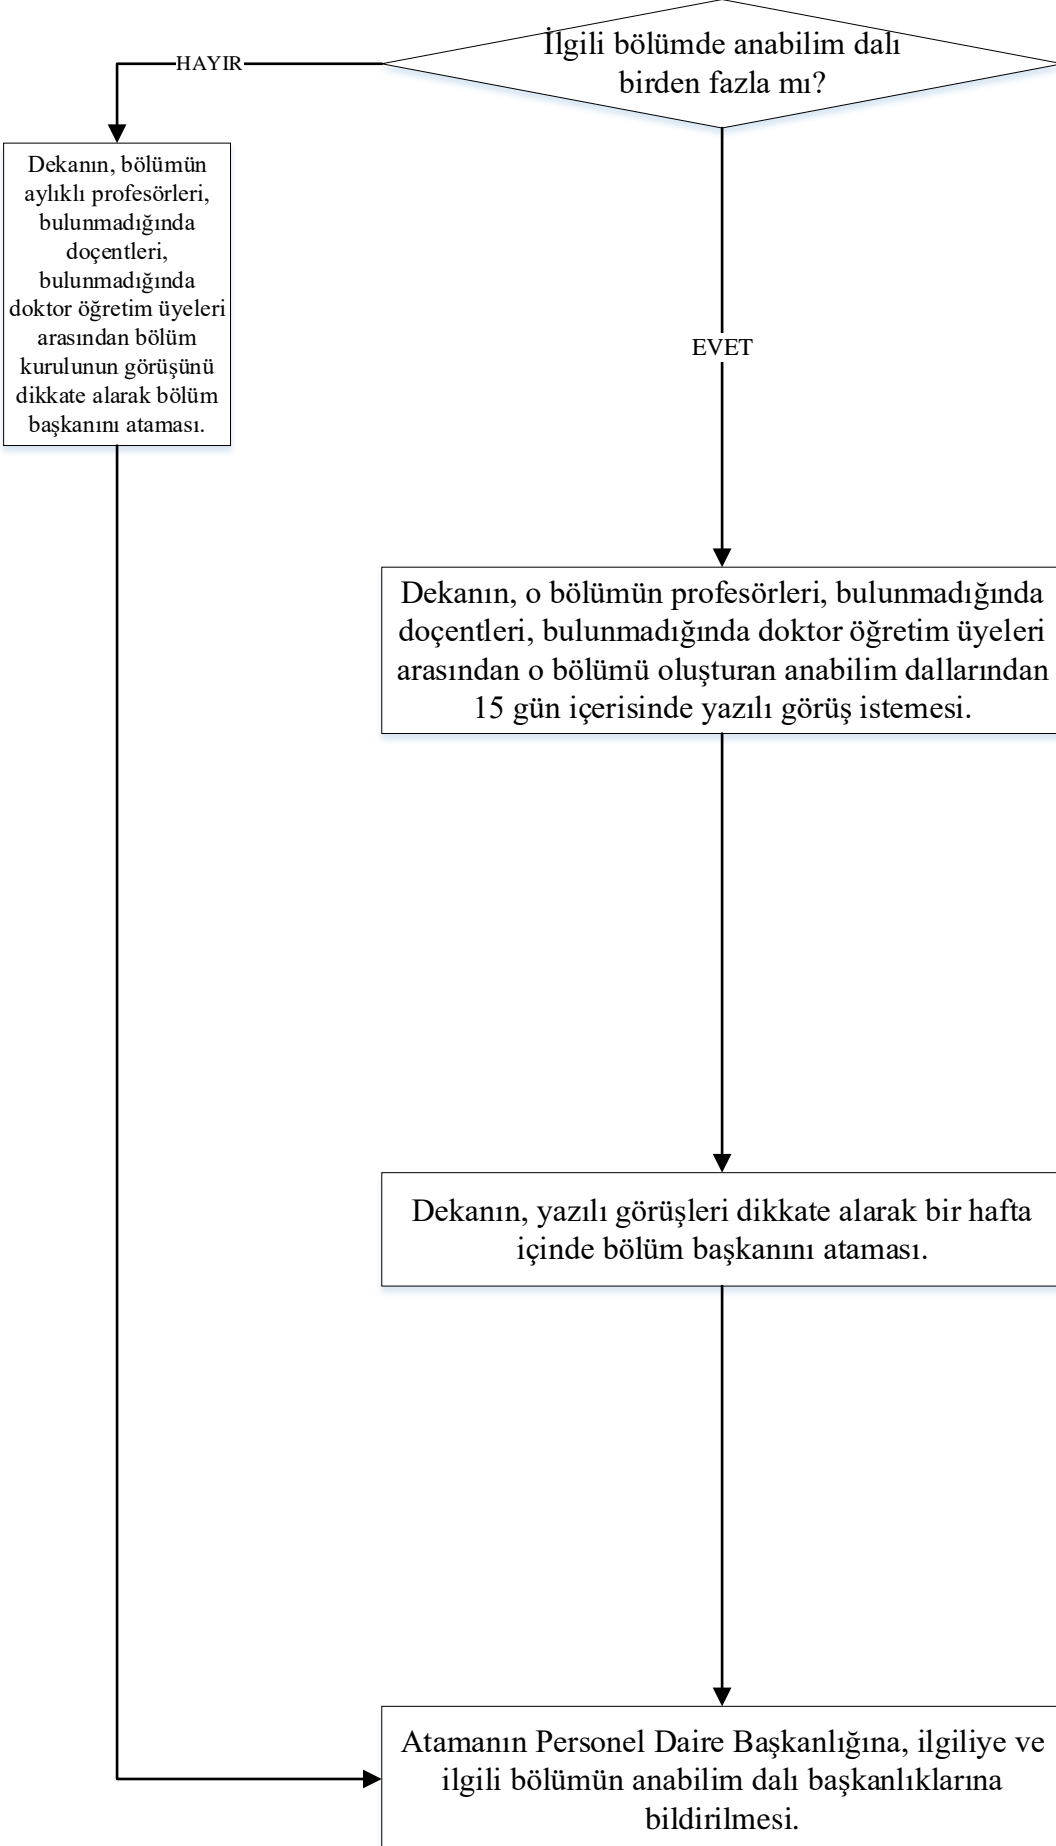 İlgili bölümde anabilim dalı
birden fazla mı?
HAYIR
Dekanın, bölümün
aylıklı profesörleri,
bulunmadığında
doçentleri,
bulunmadığında
doktor öğretim üyeleri
arasından bölüm
kurulunun görüşünü
dikkate alarak bölüm
başkanını ataması.
EVET
Dekanın, o bölümün profesörleri, bulunmadığında
doçentleri, bulunmadığında doktor öğretim üyeleri
arasından o bölümü oluşturan anabilim dallarından
15 gün içerisinde yazılı görüş istemesi.
Dekanın, yazılı görüşleri dikkate alarak bir hafta
içinde bölüm başkanını ataması.
Atamanın Personel Daire Başkanlığına, ilgiliye ve
ilgili bölümün anabilim dalı başkanlıklarına
bildirilmesi.